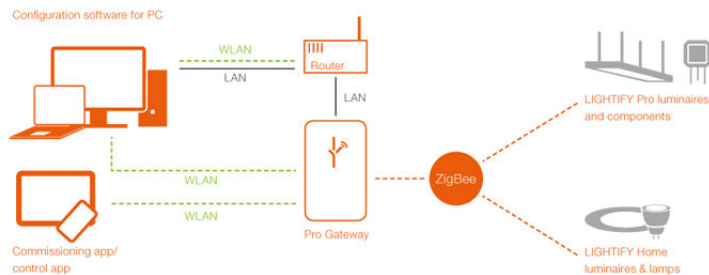 Configuration software for PC
WLAN
LAN
Router
LAN
LIGHTIFY Pro luminaires
and components
WLAN
ZigBee
WLAN
Pro Gateway
Commissioning app/
control app
LIGHTIFY Home
luminaires & lamps